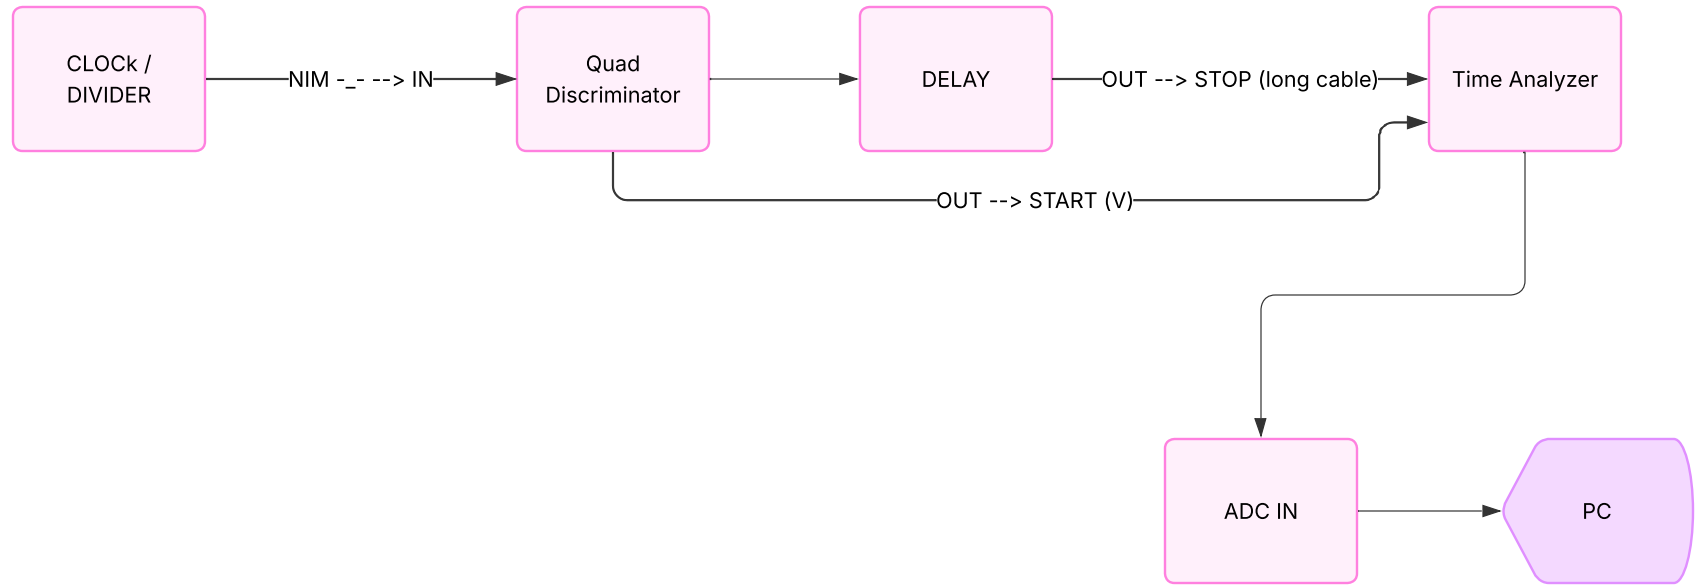 CLOCk /
DIVIDER
NIM -_- --> IN
Quad
Discriminator
DELAY
OUT --> STOP (long cable)
Time Analyzer
OUT --> START (V)
ADC IN
PC